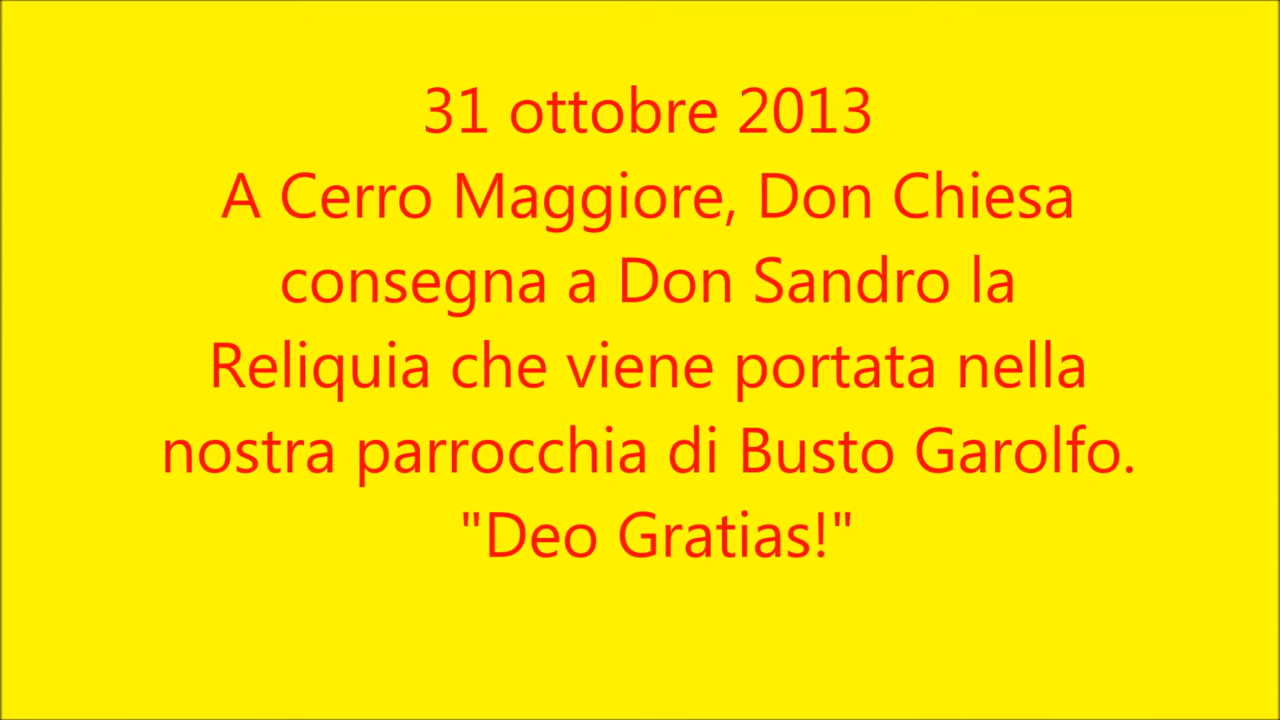 31 ottobre 2013
A Cerro Maggiore, Don Chiesa
consegna a Don Sandro la
Reliquia che viene portata nella
nostra parrocchia di Busto Garolfo.
"Deo Gratias!"